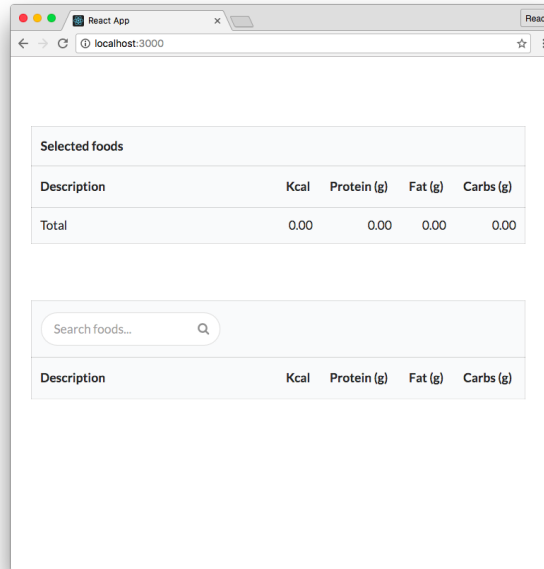 React App
Reac
localhost:3000
Selected foods
Description Kcal Protein (g) Fat (g) Carbs (g)
Total 0.00 0.00 0.00 0.00
Search foods...
Description Kcal Protein (g) Fat (g) Carbs (g)